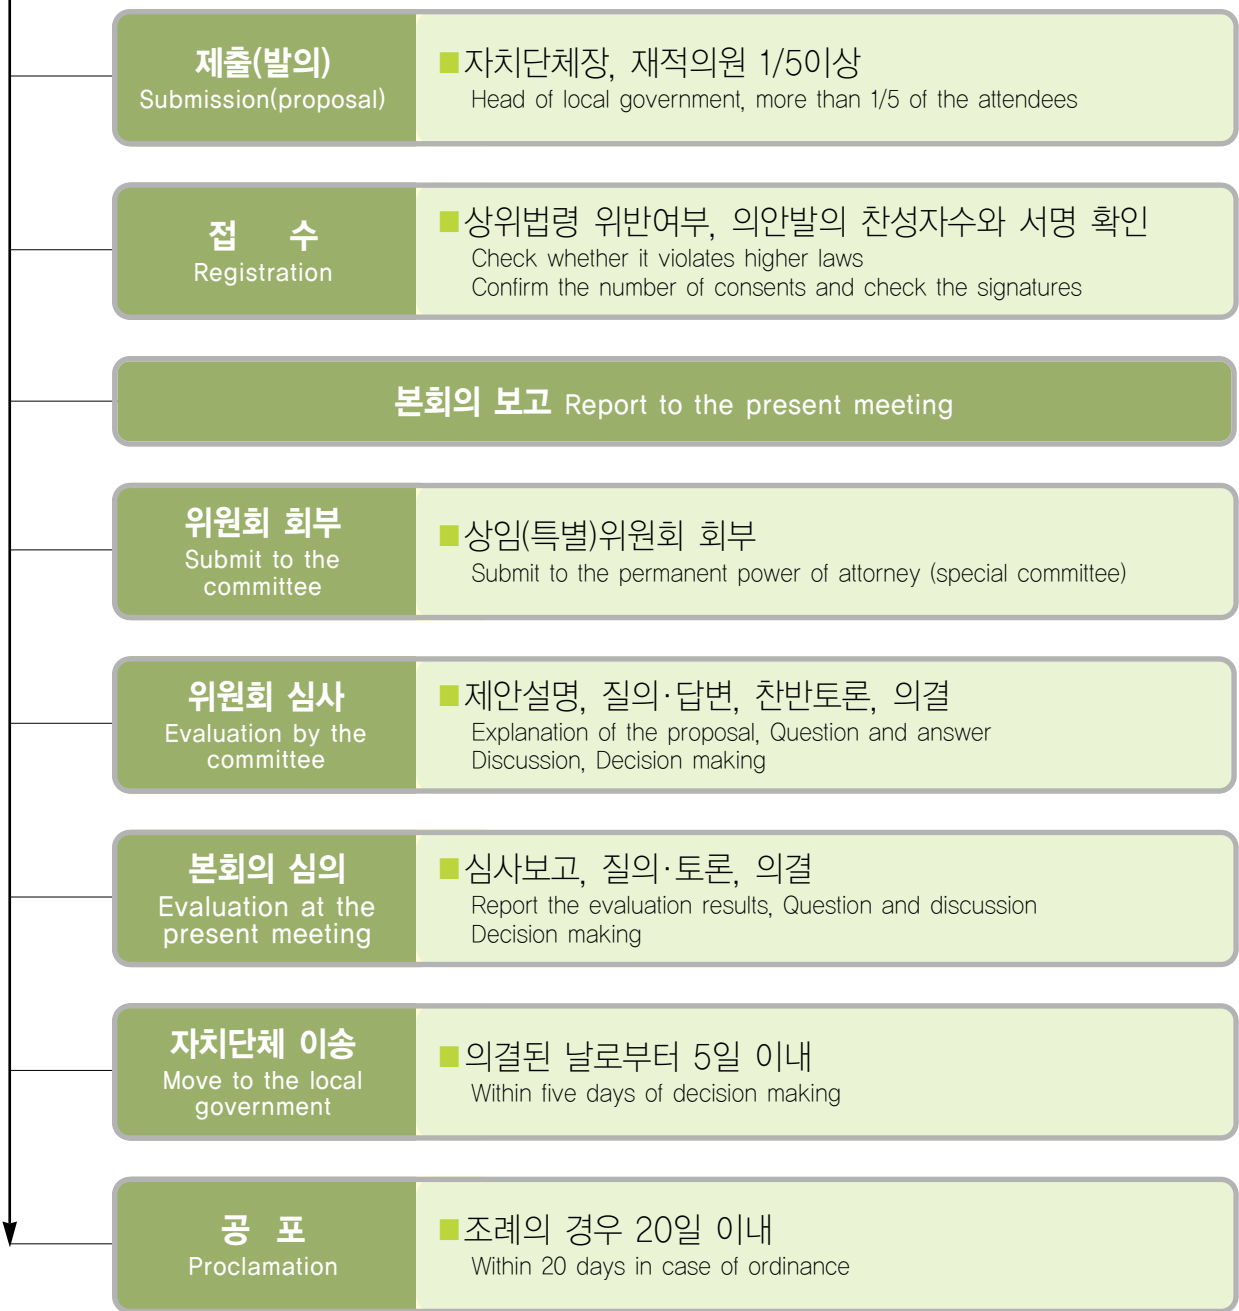 제출(발의)
Submission(proposal)
■자치단체장, 재적의원 1/5이상
Head of local government, more than 1/5 of the attendees
접 수
Registration
■상위법령 위반여부, 의안발의 찬성자수와 서명 확인
Check whether it violates higher laws
Confirm the number of consents and check the signatures
본회의 보고 Report to the present meeting
위원회 회부
Submit to the
committee
■상임(특별)위원회 회부
Submit to the permanent power of attorney (special committee)
위원회 심사
Evaluation by the
committee
■제안설명, 질의·답변, 찬반토론, 의결
Explanation of the proposal, Question and answer
Discussion, Decision making
본회의 심의
Evaluation at the
present meeting
■심사보고, 질의·토론, 의결
Report the evaluation results, Question and discussion
Decision making
자치단체 이송
Move to the local
government
■의결된 날로부터 5일 이내
Within five days of decision making
공 포
Proclamation
■조례의 경우 20일 이내
Within 20 days in case of ordinance